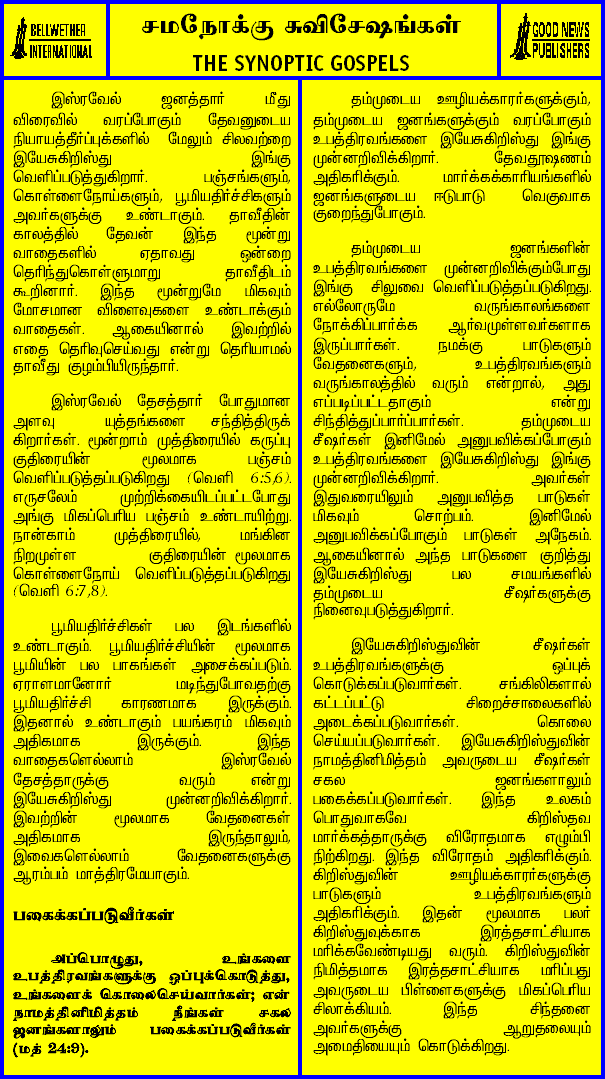 BELLWETHER
INTERNATIONAL
சமநோக்கு சுவிசேஷங்கள்
THE SYNOPTIC GOSPELS
GOOD NEWS
PUBLISHERS
இஸ்ரவேல் ஜனத்தார் மீது
விரைவில் வரப்போகும் தேவனுடைய
நியாயத்தீர்ப்புக்களில் மேலும் சிலவற்றை
இயேசுகிறிஸ்து இங்கு
வெளிப்படுத்துகிறார். பஞ்சங்களும்,
கொள்ளைநோய்களும், பூமியதிர்ச்சிகளும்
அவர்களுக்கு உண்டாகும். தாவீதின்
காலத்தில் தேவன் இந்த மூன்று
வாதைகளில் ஏதாவது ஒன்றை
தெரிந்துகொள்ளுமாறு தாவீதிடம்
கூறினார். இந்த மூன்றுமே மிகவும்
மோசமான விளைவுகளை உண்டாக்கும்
வாதைகள். ஆகையினால் இவற்றில்
எதை தெரிவுசெய்வது என்று தெரியாமல்
தாவீது குழம்பியிருந்தார்.
இஸ்ரவேல் தேசத்தார் போதுமான
அளவு யுத்தங்களை சந்தித்திருக்
கிறார்கள். மூன்றாம் முத்திரையில் கருப்பு
குதிரையின் மூலமாக பஞ்சம்
வெளிப்படுத்தப்படுகிறது (வெளி 6:5,6).
எருசலேம் முற்றிக்கையிடப்பட்டபோது
அங்கு மிகப்பெரிய பஞ்சம் உண்டாயிற்று.
நான்காம் முத்திரையில், மங்கின
நிறமுள்ள குதிரையின் மூலமாக
கொள்ளைநோய் வெளிப்படுத்தப்படுகிறது
(வெளி 6:7,8).
பூமியதிர்ச்சிகள் பல இடங்களில்
உண்டாகும். பூமியதிர்ச்சியின் மூலமாக
பூமியின் பல பாகங்கள் அசைக்கப்படும்.
ஏராளமானோர் மடிந்துபோவதற்கு
பூமியதிர்ச்சி காரணமாக இருக்கும்.
இதனால் உண்டாகும் பயங்கரம் மிகவும்
அதிகமாக இருக்கும். இந்த
வாதைகளெல்லாம் இஸ்ரவேல்
தேசத்தாருக்கு வரும் என்று
இயேசுகிறிஸ்து முன்னறிவிக்கிறார்.
இவற்றின் மூலமாக வேதனைகள்
அதிகமாக இருந்தாலும்,
இவைகளெல்லாம் வேதனைகளுக்கு
ஆரம்பம் மாத்திரமேயாகும்.
பகைக்கப்படுவீர்கள்
அப்பொழுது, உங்களை
உபத்திரவங்களுக்கு ஒப்புக்கொடுத்து,
உங்களைக் கொலைசெய்வார்கள்; என்
நாமத்தினிமித்தம் நீங்கள் சகல
ஜனங்களாலும் பகைக்கப்படுவீர்கள்
(மத் 24:9).
தம்முடைய ஊழியக்காரர்களுக்கும்,
தம்முடைய ஜனங்களுக்கும் வரப்போகும்
உபத்திரவங்களை இயேசுகிறிஸ்து இங்கு
முன்னறிவிக்கிறார். தேவதூஷணம்
அதிகரிக்கும். மார்க்கக்காரியங்களில்
ஜனங்களுடைய ஈடுபாடு வெகுவாக
குறைந்துபோகும்.
தம்முடைய ஜனங்களின்
உபத்திரவங்களை முன்னறிவிக்கும்போது
இங்கு சிலுவை வெளிப்படுத்தப்படுகிறது.
எல்லோருமே வருங்காலங்களை
நோக்கிப்பார்க்க ஆர்வமுள்ளவர்களாக
இருப்பார்கள். நமக்கு பாடுகளும்
வேதனைகளும், உபத்திரவங்களும்
வருங்காலத்தில் வரும் என்றால், அது
எப்படிப்பட்டதாகும் என்று
சிந்தித்துப்பார்ப்பார்கள். தம்முடைய
சீஷர்கள் இனிமேல் அனுபவிக்கப்போகும்
உபத்திரவங்களை இயேசுகிறிஸ்து இங்கு
முன்னறிவிக்கிறார். அவர்கள்
இதுவரையிலும் அனுபவித்த பாடுகள்
மிகவும் சொற்பம். இனிமேல்
அனுபவிக்கப்போகும் பாடுகள் அநேகம்.
ஆகையினால் அந்த பாடுகளை குறித்து
இயேசுகிறிஸ்து பல சமயங்களில்
தம்முடைய சீஷர்களுக்கு
நினைவுபடுத்துகிறார்.
இயேசுகிறிஸ்துவின் சீஷர்கள்
உபத்திரவங்களுக்கு ஒப்புக்
கொடுக்கப்படுவார்கள். சங்கிலிகளால்
கட்டப்பட்டு சிறைச்சாலைகளில்
அடைக்கப்படுவார்கள். கொலை
செய்யப்படுவார்கள். இயேசுகிறிஸ்துவின்
நாமத்தினிமித்தம் அவருடைய சீஷர்கள்
சகல ஜனங்களாலும்
பகைக்கப்படுவார்கள். இந்த உலகம்
பொதுவாகவே கிறிஸ்தவ
மார்க்கத்தாருக்கு விரோதமாக எழும்பி
நிற்கிறது. இந்த விரோதம் அதிகரிக்கும்.
கிறிஸ்துவின் ஊழியக்காரர்களுக்கு
பாடுகளும் உபத்திரவங்களும்
அதிகரிக்கும். இதன் மூலமாக பலர்
கிறிஸ்துவுக்காக இரத்தசாட்சியாக
மரிக்கவேண்டியது வரும். கிறிஸ்துவின்
நிமித்தமாக இரத்தசாட்சியாக மரிப்பது
அவருடைய பிள்ளைகளுக்கு மிகப்பெரிய
சிலாக்கியம். இந்த சிந்தனை
அவர்களுக்கு ஆறுதலையும்
அமைதியையும் கொடுக்கிறது.